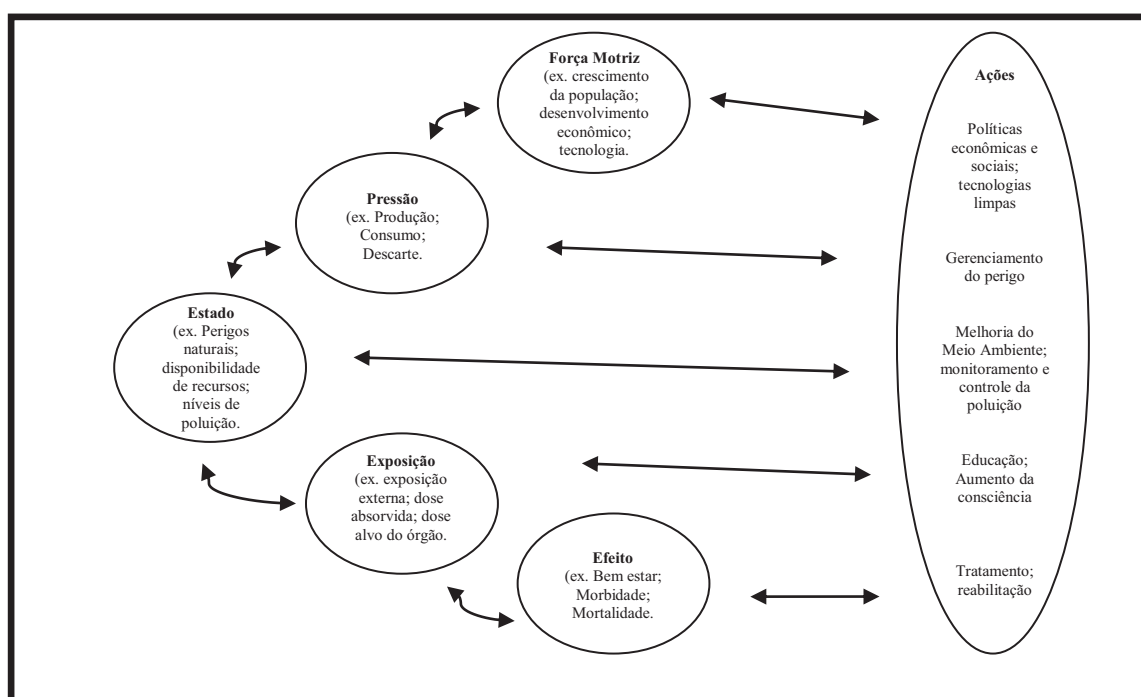 Força Motriz
(ex. crescimento
da população;
desenvolvimento
econômico;
tecnologia.
Pressão
(ex. Produção;
Consumo;
Descarte.
Estado
(ex. Perigos
naturais;
disponibilidade
de recursos;
níveis de
poluição.
Exposição
(ex. exposição
externa; dose
absorvida; dose
alvo do órgão.
Efeito
(ex. Bem estar;
Morbidade;
Mortalidade.
Ações
Políticas
econômicas e
sociais;
tecnologias
limpas
Gerenciamento
do perigo
Melhoria do
Meio Ambiente;
monitoramento e
controle da
poluição
Educação;
Aumento da
consciência
Tratamento;
reabilitação